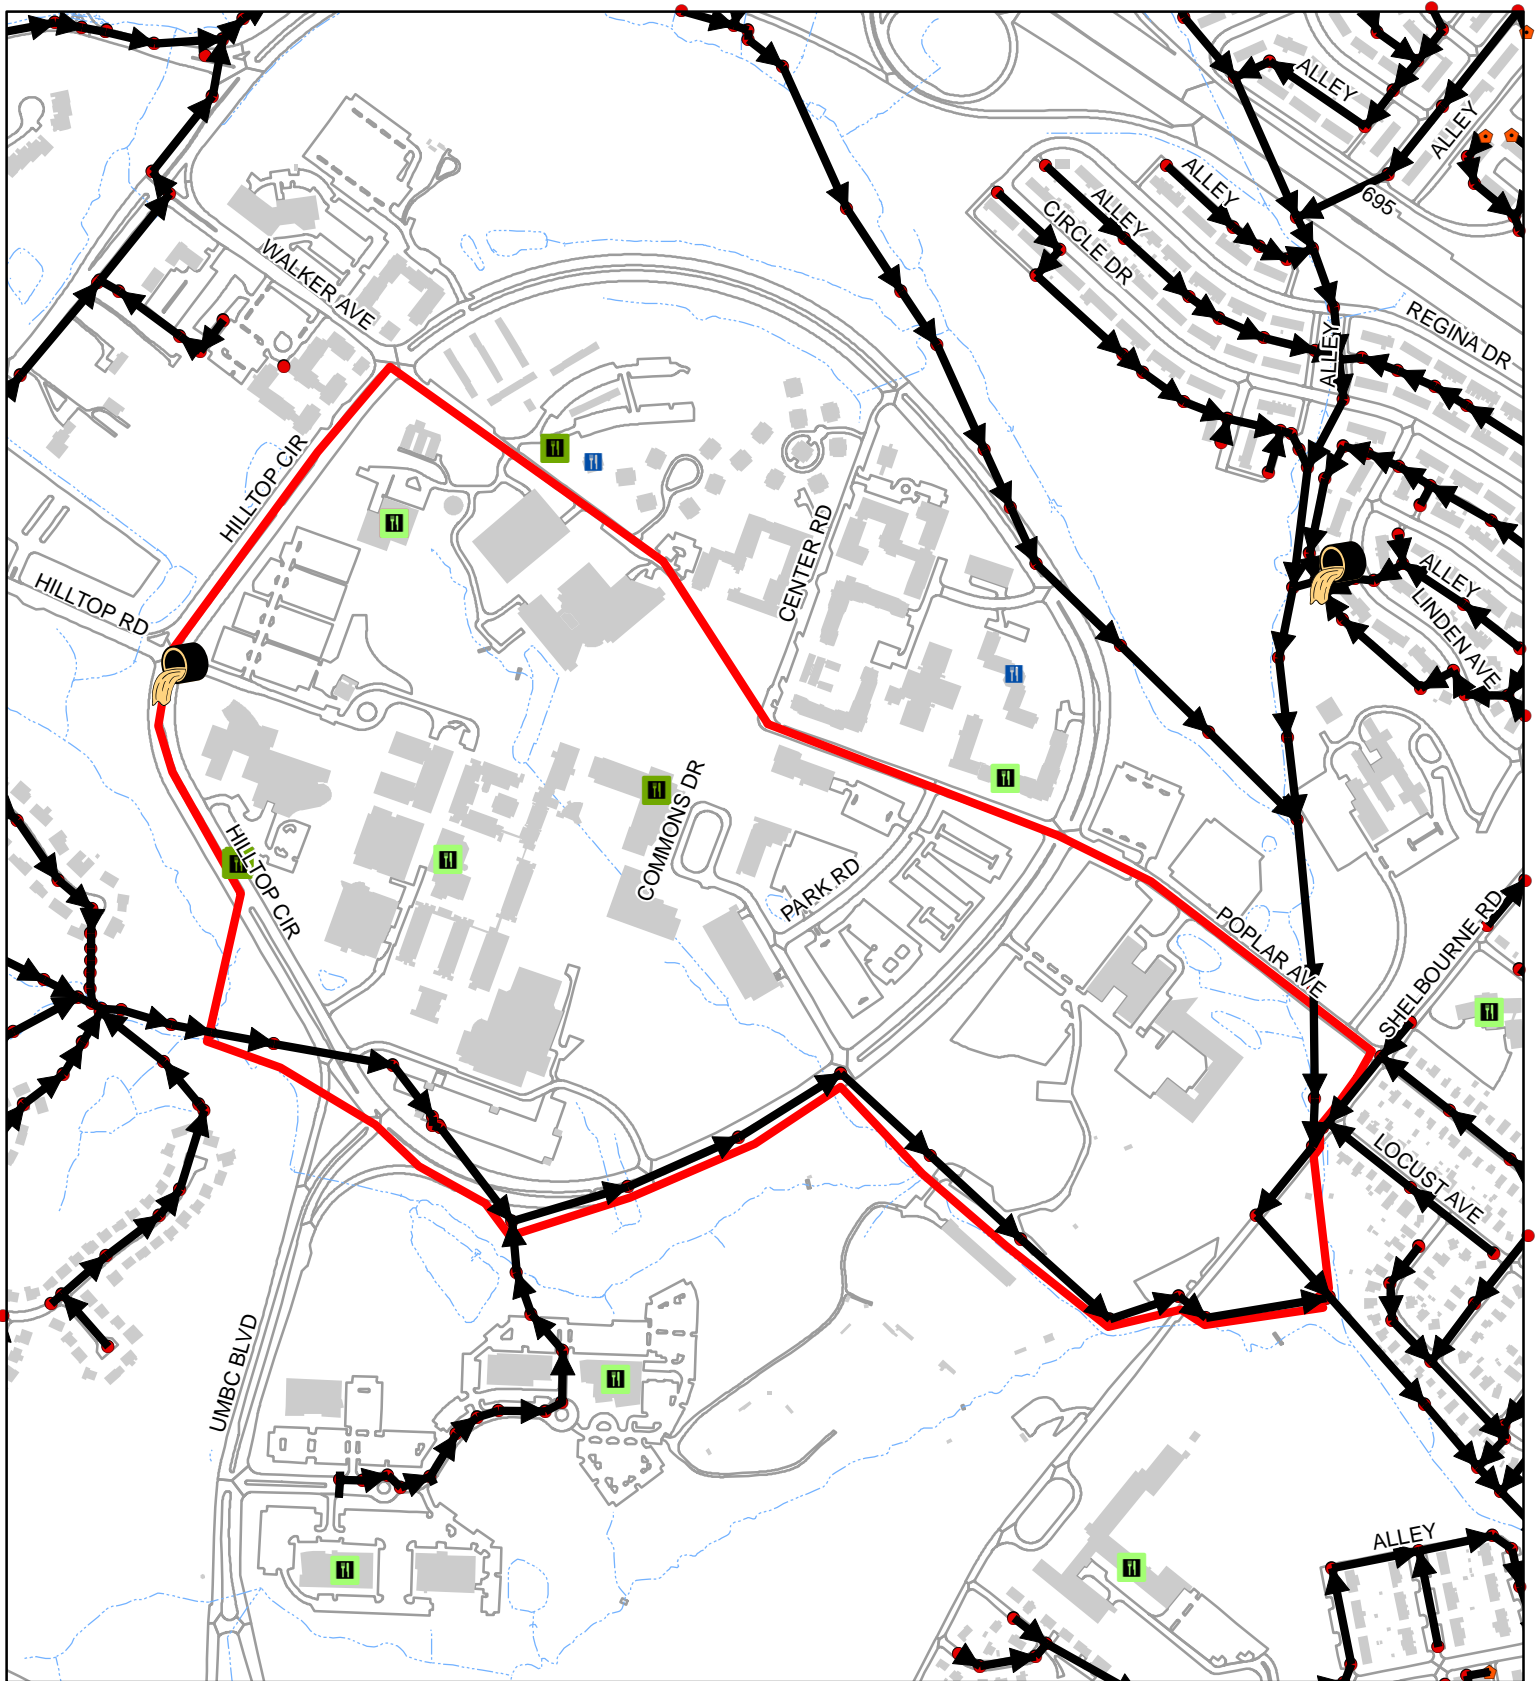 ALLEY
ALLEY
695
ALLEY
ALLEY
CIRCLE DR
WALKER AVE
REGINA DR
ALLEY
HILLTOP CIR
CENTER RD
HILLTOP RD
ALLEY
LINDEN AVE
COMMONS DR
HILLTOP CIR
PARK RD
POPLAR AVE
SHELBOURNE RD
LOCUST AVE
UMBC BLVD
ALLEY